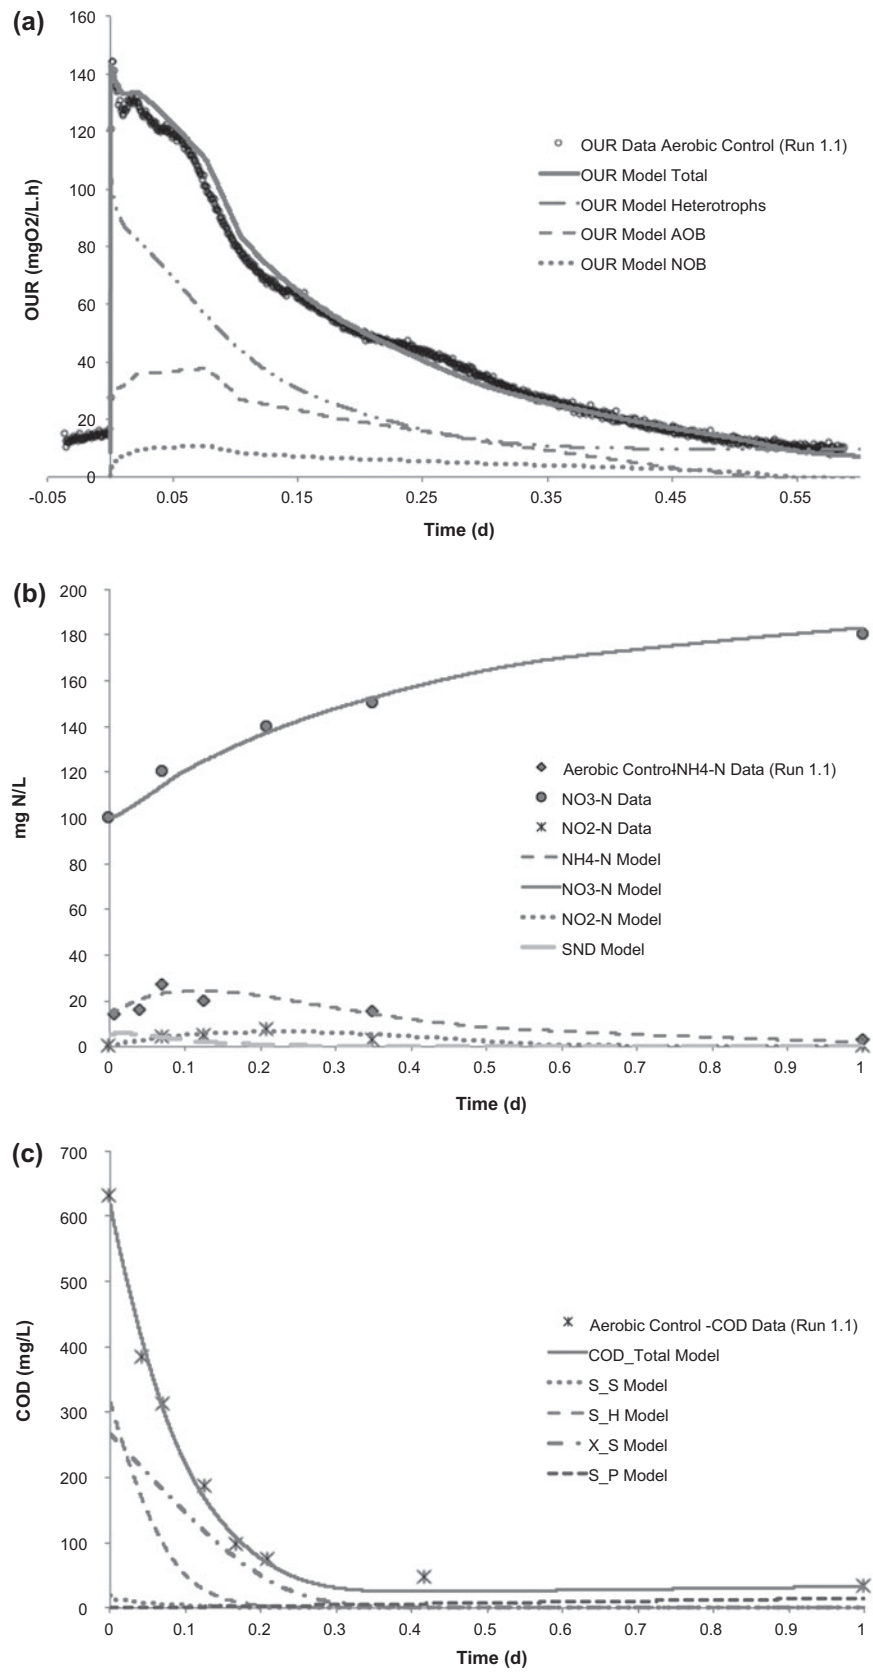 (a)
160
140
120
100
80
60
40
20
0
OUR (mgO2/L.h)
-0.05
0.05
0.15
0.25
0.35
0.45
0.55
Time (d)
OUR Data Aerobic Control (Run 1.1)
OUR Model Total
OUR Model Heterotrophs
OUR Model AOB
OUR Model NOB
(b)
200
180
160
140
120
100
80
60
40
20
0
mg N/L
0
0.1
0.2
0.3
0.4
0.5
0.6
0.7
0.8
0.9
1
Time (d)
Aerobic Control-NH4-N Data (Run 1.1)
NO3-N Data
NO2-N Data
NH4-N Model
NO3-N Model
NO2-N Model
SND Model
(c)
700
600
500
400
300
200
100
0
COD (mg/L)
0
0.1
0.2
0.3
0.4
0.5
0.6
0.7
0.8
0.9
1
Time (d)
Aerobic Control -COD Data (Run 1.1)
COD_Total Model
S_S Model
S_H Model
X_S Model
S_P Model